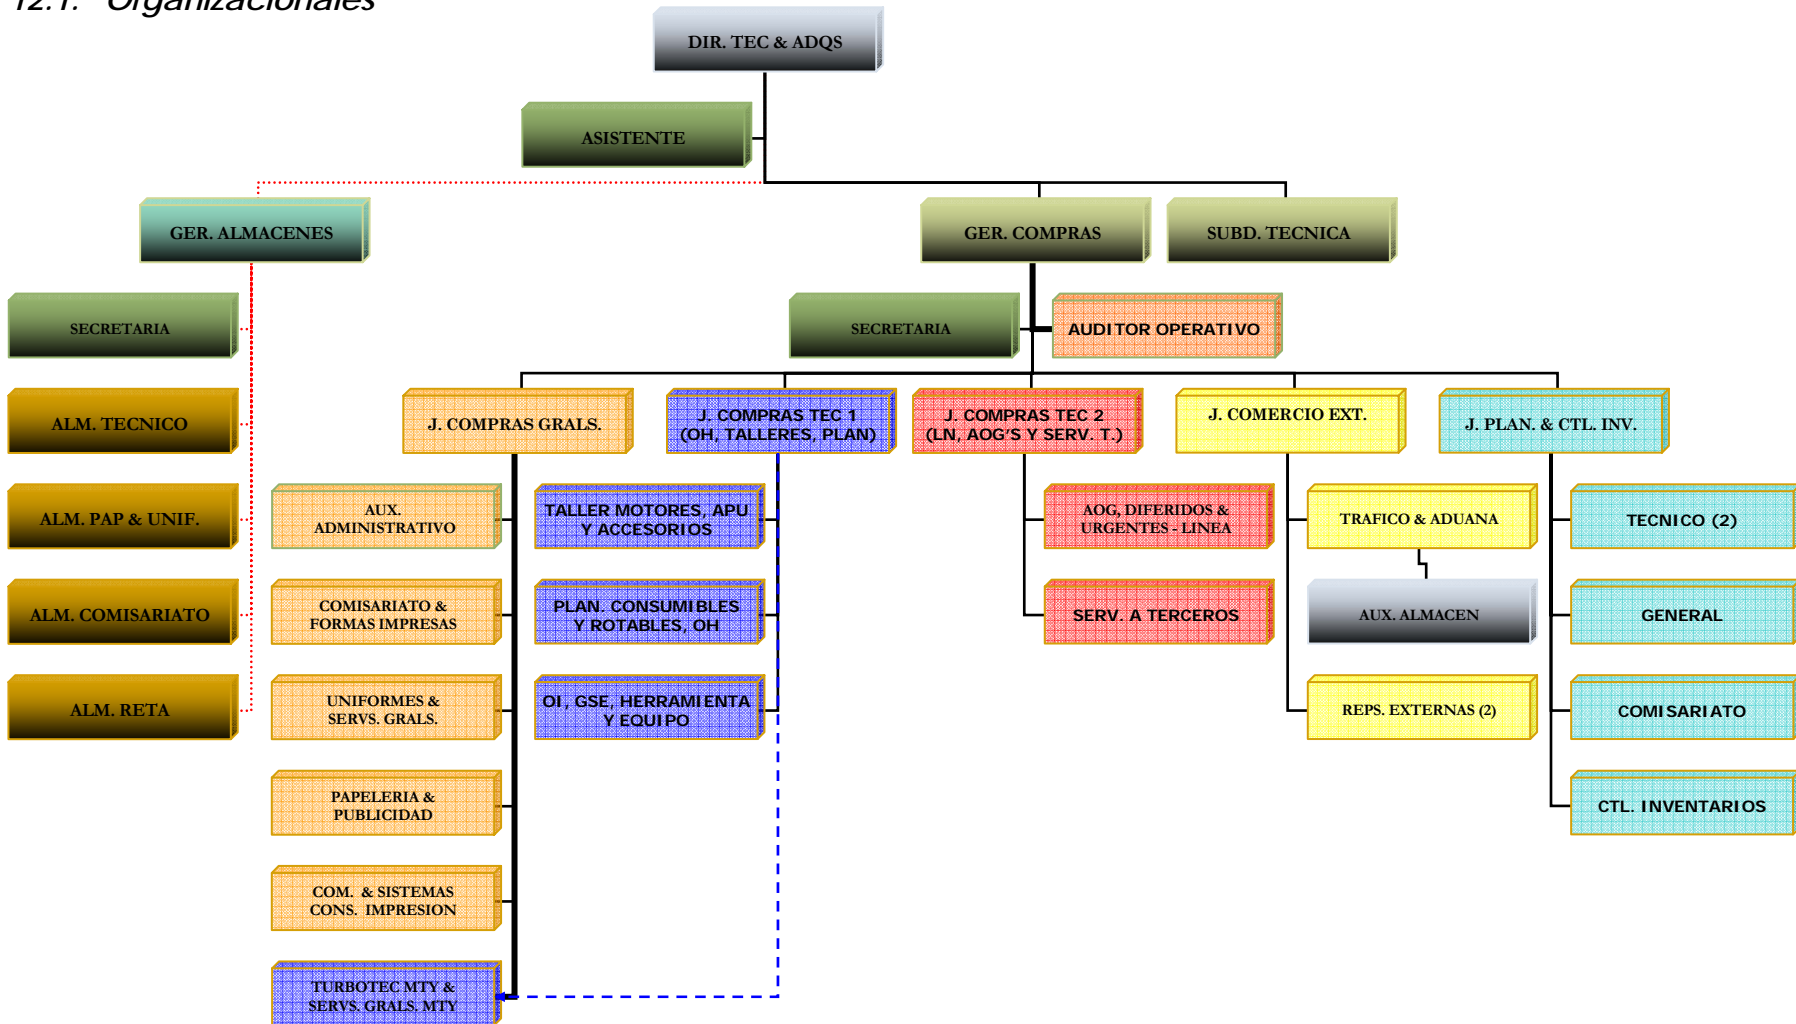 12.1. Organizacionales
DIR. TEC & ADQS
ASISTENTE
GER. ALMACENES
GER. COMPRAS
SUBD. TECNICA
SECRETARIA
SECRETARIA
AUDITOR OPERATIVO
ALM. TECNICO
J. COMPRAS GRALS.
J. COMPRAS TEC 1
(OH, TALLERES, PLAN)
J. COMPRAS TEC 2
(LN, AOG'S Y SERV. T.)
J. COMERCIO EXT.
J. PLAN. & CTL. INV.
ALM. PAP & UNIF.
AUX.
ADMINISTRATIVO
TALLER MOTORES, APU
Y ACCESORIOS
AOG, DIFERIDOS &
URGENTES - LINEA
TRAFICO & ADUANA
TECNICO (2)
ALM. COMISARIATO
COMISARIATO &
FORMAS IMPRESAS
PLAN. CONSUMIBLES
Y ROTABLES, OH
SERV. A TERCEROS
AUX. ALMACEN
GENERAL
ALM. RETA
UNIFORMES &
SERVS. GRALS.
OI, GSE, HERRAMIENTA
Y EQUIPO
REPS. EXTERNAS (2)
COMISARIATO
PAPELERIA &
PUBLICIDAD
CTL. INVENTARIOS
COM. & SISTEMAS
CONS. IMPRESION
TURBOTEC MTY &
SERVS. GRALS. MTY